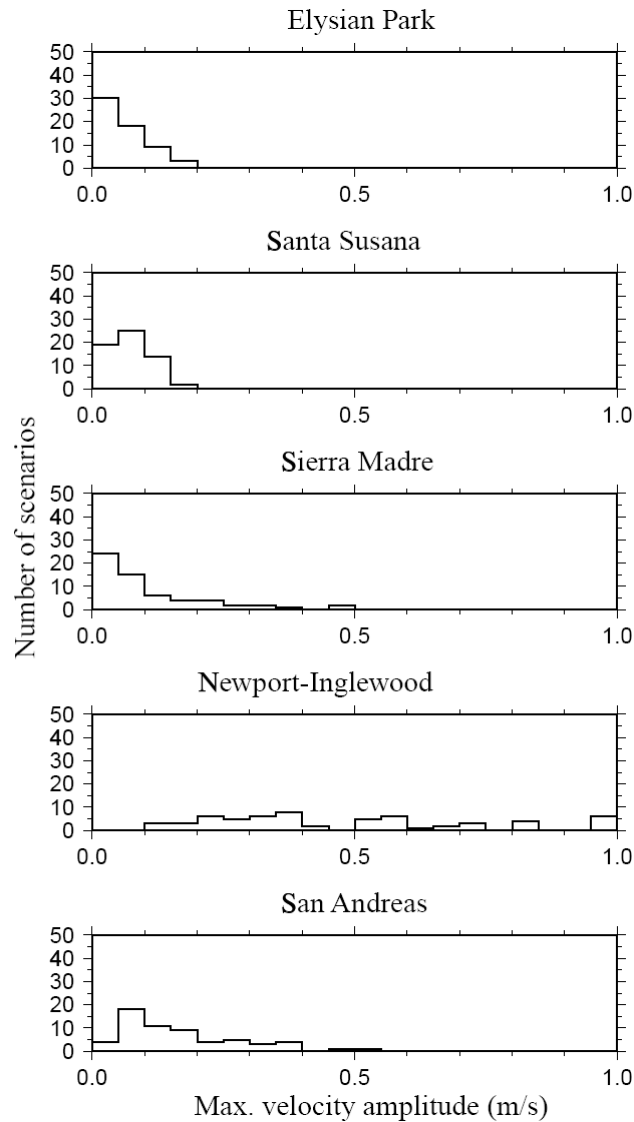 Elysian Park
50
40
30
20
10
0
0.0 0.5 1.0
Santa Susana
50
40
30
20
10
0
0.0 0.5 1.0
Number of scenarios
Sierra Madre
50
40
30
20
10
0
0.0 0.5 1.0
Newport-Inglewood
50
40
30
20
10
0
0.0 0.5 1.0
San Andreas
50
40
30
20
10
0
0.0 0.5 1.0
Max. velocity amplitude (m/s)